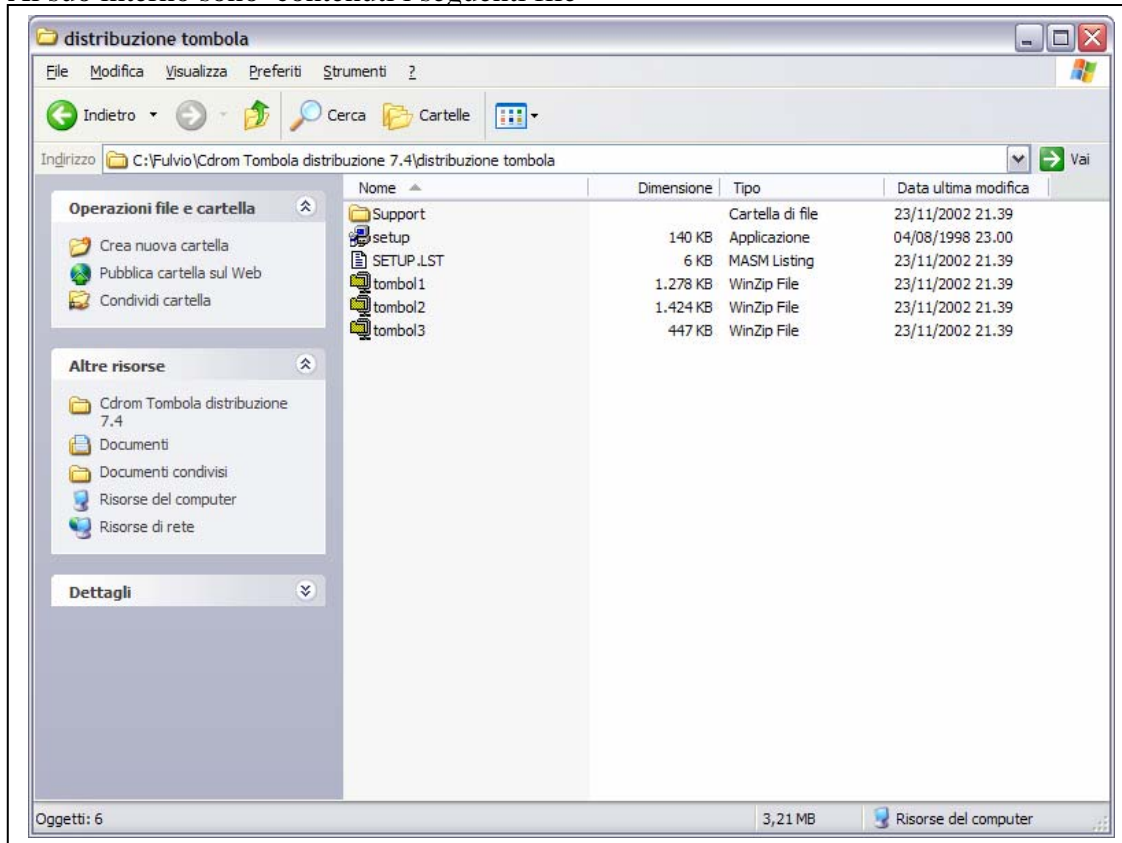 distribuzione tombola
File Modifica Visualizza Preferiti Strumenti ?
Indietro Cerca Cartelle
Indirizzo C:\Fulvio\Cdrom Tombola distribuzione 7.4\distribuzione tombola Vai
Operazioni file e cartella
Crea nuova cartella
Pubblica cartella sul Web
Condividi cartella
Altre risorse
Cdrom Tombola distribuzione
7.4
Documenti
Documenti condivisi
Risorse del computer
Risorse di rete
Dettagli
Nome Dimensione Tipo Data ultima modifica
Support Cartella di file 23/11/2002 21.39
setup 140 KB Applicazione 04/08/1998 23.00
SETUP.LST 6 KB MASM Listing 23/11/2002 21.39
tombol1 1.278 KB WinZip File 23/11/2002 21.39
tombol2 1.424 KB WinZip File 23/11/2002 21.39
tombol3 447 KB WinZip File 23/11/2002 21.39
Oggetti: 6 3,21 MB Risorse del computer